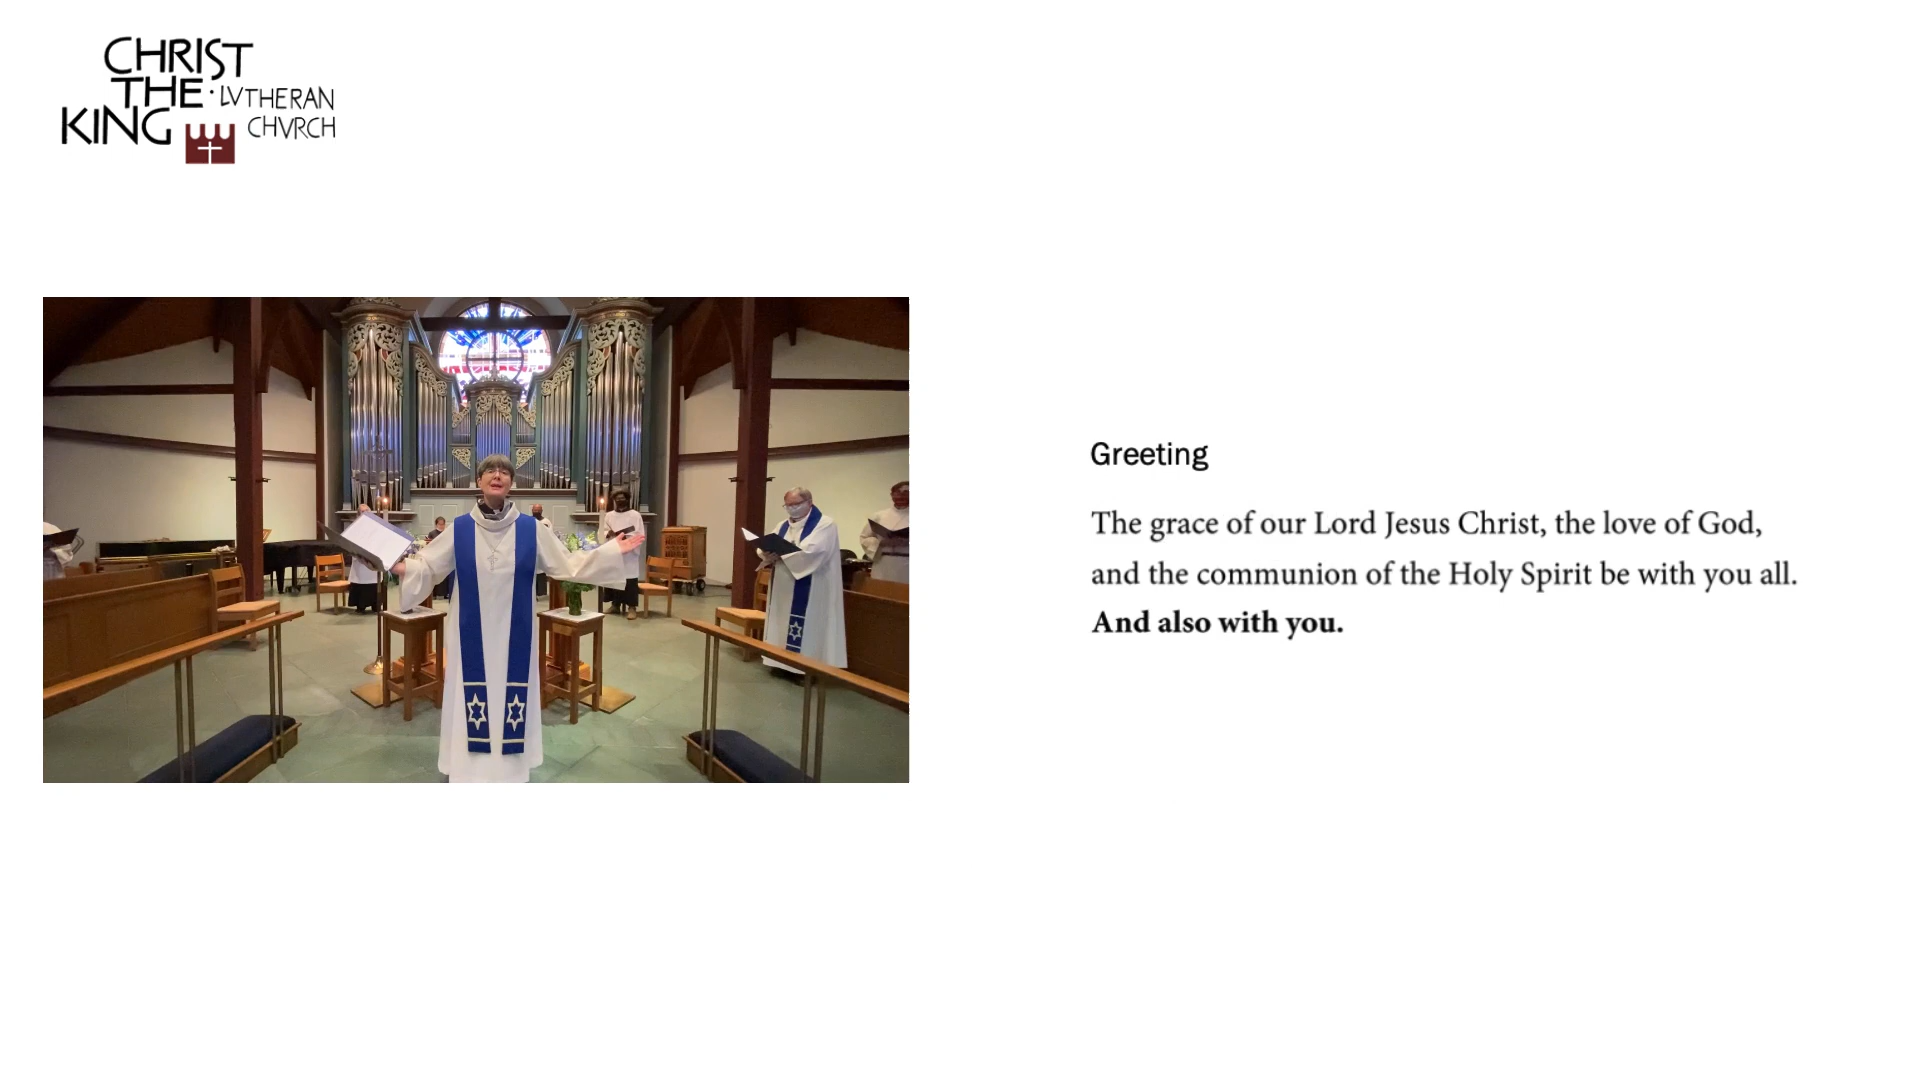 CHRIST
THE · LVTHERAN
KING CHVRCH
Greeting
The grace of our Lord Jesus Christ, the love of God,
and the communion of the Holy Spirit be with you all.
And also with you.